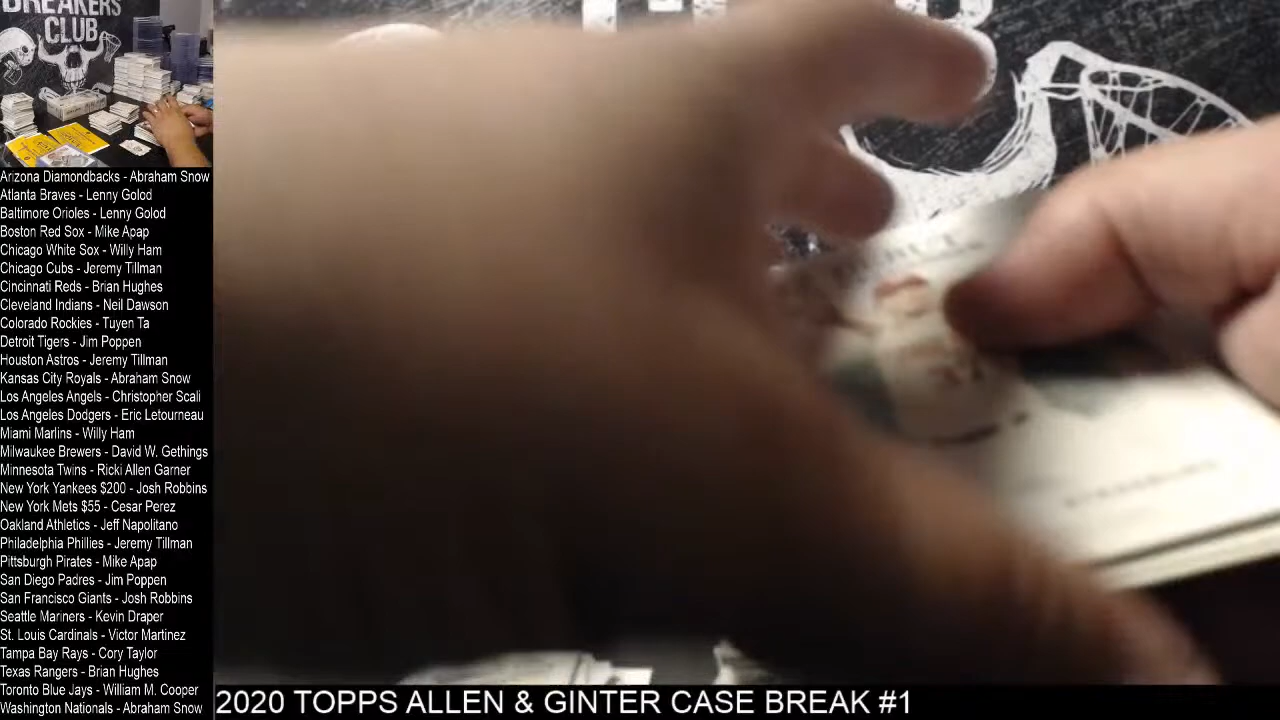 BREAKERS
CLUB
Arizona Diamondbacks - Abraham Snow
Atlanta Braves - Lenny Golod
Baltimore Orioles - Lenny Golod
Boston Red Sox - Mike Apap
Chicago White Sox - Willy Ham
Chicago Cubs - Jeremy Tillman
Cincinnati Reds - Brian Hughes
Cleveland Indians - Neil Dawson
Colorado Rockies - Tuyen Ta
Detroit Tigers - Jim Poppen
Houston Astros - Jeremy Tillman
Kansas City Royals - Abraham Snow
Los Angeles Angels - Christopher Scali
Los Angeles Dodgers - Eric Letourneau
Miami Marlins - Willy Ham
Milwaukee Brewers - David W. Gethings
Minnesota Twins - Ricki Allen Garner
New York Yankees $200 - Josh Robbins
New York Mets $55 - Cesar Perez
Oakland Athletics - Jeff Napolitano
Philadelphia Phillies - Jeremy Tillman
Pittsburgh Pirates - Mike Apap
San Diego Padres - Jim Poppen
San Francisco Giants - Josh Robbins
Seattle Mariners - Kevin Draper
St. Louis Cardinals - Victor Martinez
Tampa Bay Rays - Cory Taylor
Texas Rangers - Brian Hughes
Toronto Blue Jays - William M. Cooper
Washington Nationals - Abraham Snow
2020 TOPPS ALLEN & GINTER CASE BREAK #1